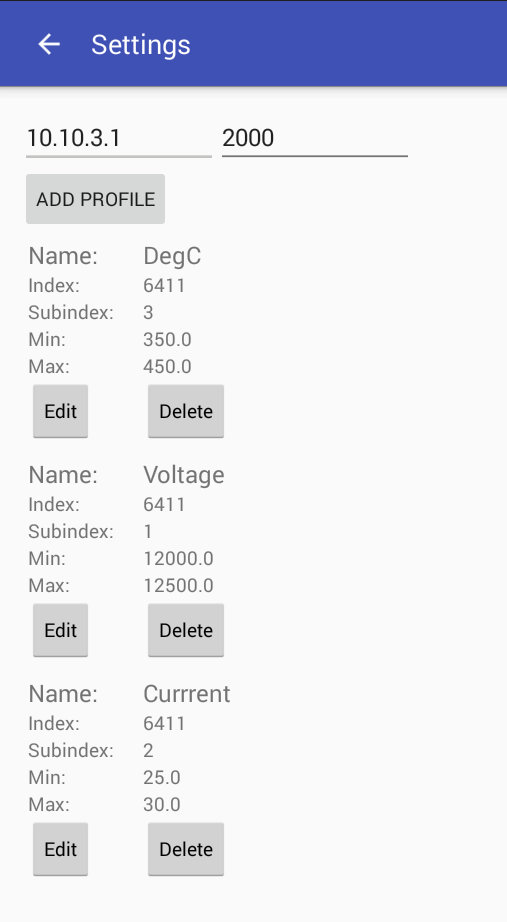 Settings
10.10.3.1 2000
ADD PROFILE
Name: DegC
Index: 6411
Subindex: 3
Min: 350.0
Max: 450.0
Edit Delete
Name: Voltage
Index: 6411
Subindex: 1
Min: 12000.0
Max: 12500.0
Edit Delete
Name: Currrent
Index: 6411
Subindex: 2
Min: 25.0
Max: 30.0
Edit Delete